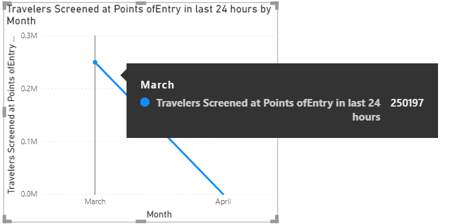 Travelers Screened at Points ofEntry in last 24 hours by
Month
Travelers Screened at Points ofEntry ...
0.3M
0.2M
0.1M
0.0M
March
April
Month
March
Travelers Screened at Points ofEntry in last 24 250197
hours